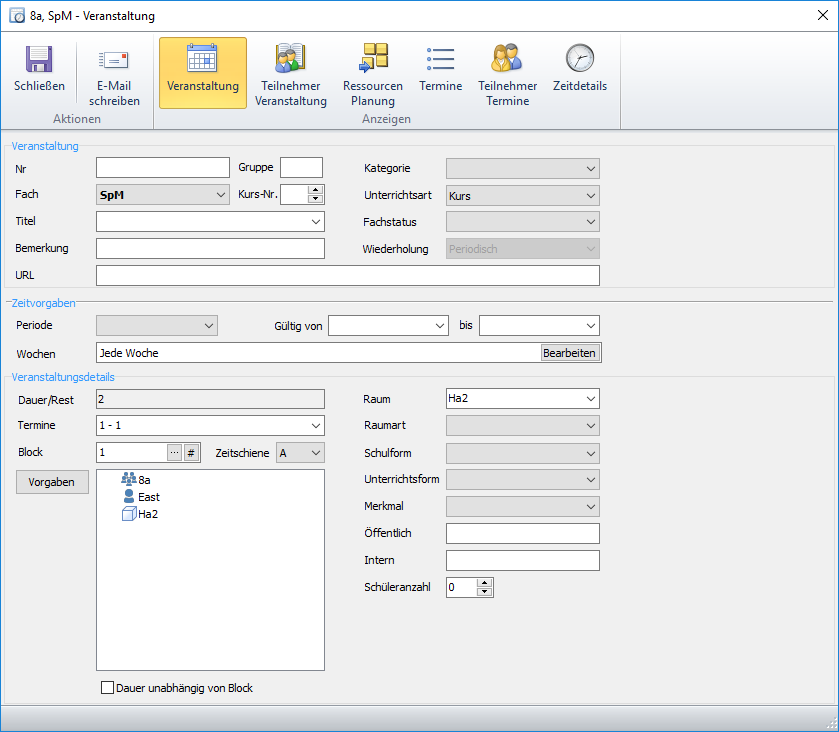 8a, SpM - Veranstaltung
Schließen
E-Mail
schreiben
Veranstaltung
Teilnehmer
Veranstaltung
Ressourcen
Planung
Termine
Teilnehmer
Termine
Zeitdetails
Aktionen
Anzeigen
Veranstaltung
Nr
Gruppe
Kategorie
Fach
SpM
Kurs-Nr.
Unterrichtsart
Kurs
Titel
Fachstatus
Bemerkung
Wiederholung
Periodisch
URL
Zeitvorgaben
Periode
Gültig von
bis
Wochen
Jede Woche
Bearbeiten
Veranstaltungsdetails
Dauer/Rest
2
Raum
Ha2
Termine
1 - 1
Raumart
Block
1
...
#
Zeitschiene
A
Schulform
Vorgaben
8a
East
Ha2
Unterrichtsform
Merkmal
Öffentlich
Intern
Schüleranzahl
0
Dauer unabhängig von Block